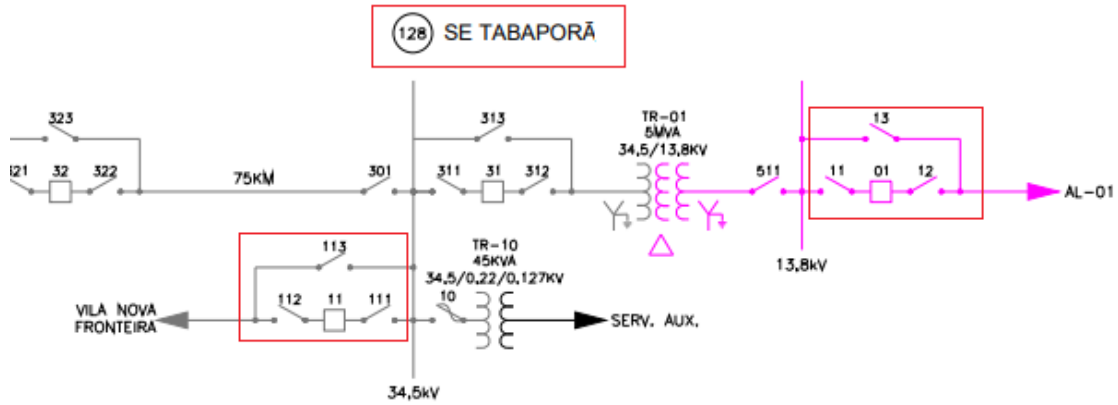 128 SE TABAPORÃ
323
313
TR-01
5MVA
34,5/13,8KV
13
321 32 322
75KM
301
311 31 312
511
11 01 12
AL-01
113
TR-10
45KVA
34,5/0,22/0,127KV
13.8kV
VILA NOVA
FRONTEIRA
112 11 111
10
SERV. AUX.
34,5kV